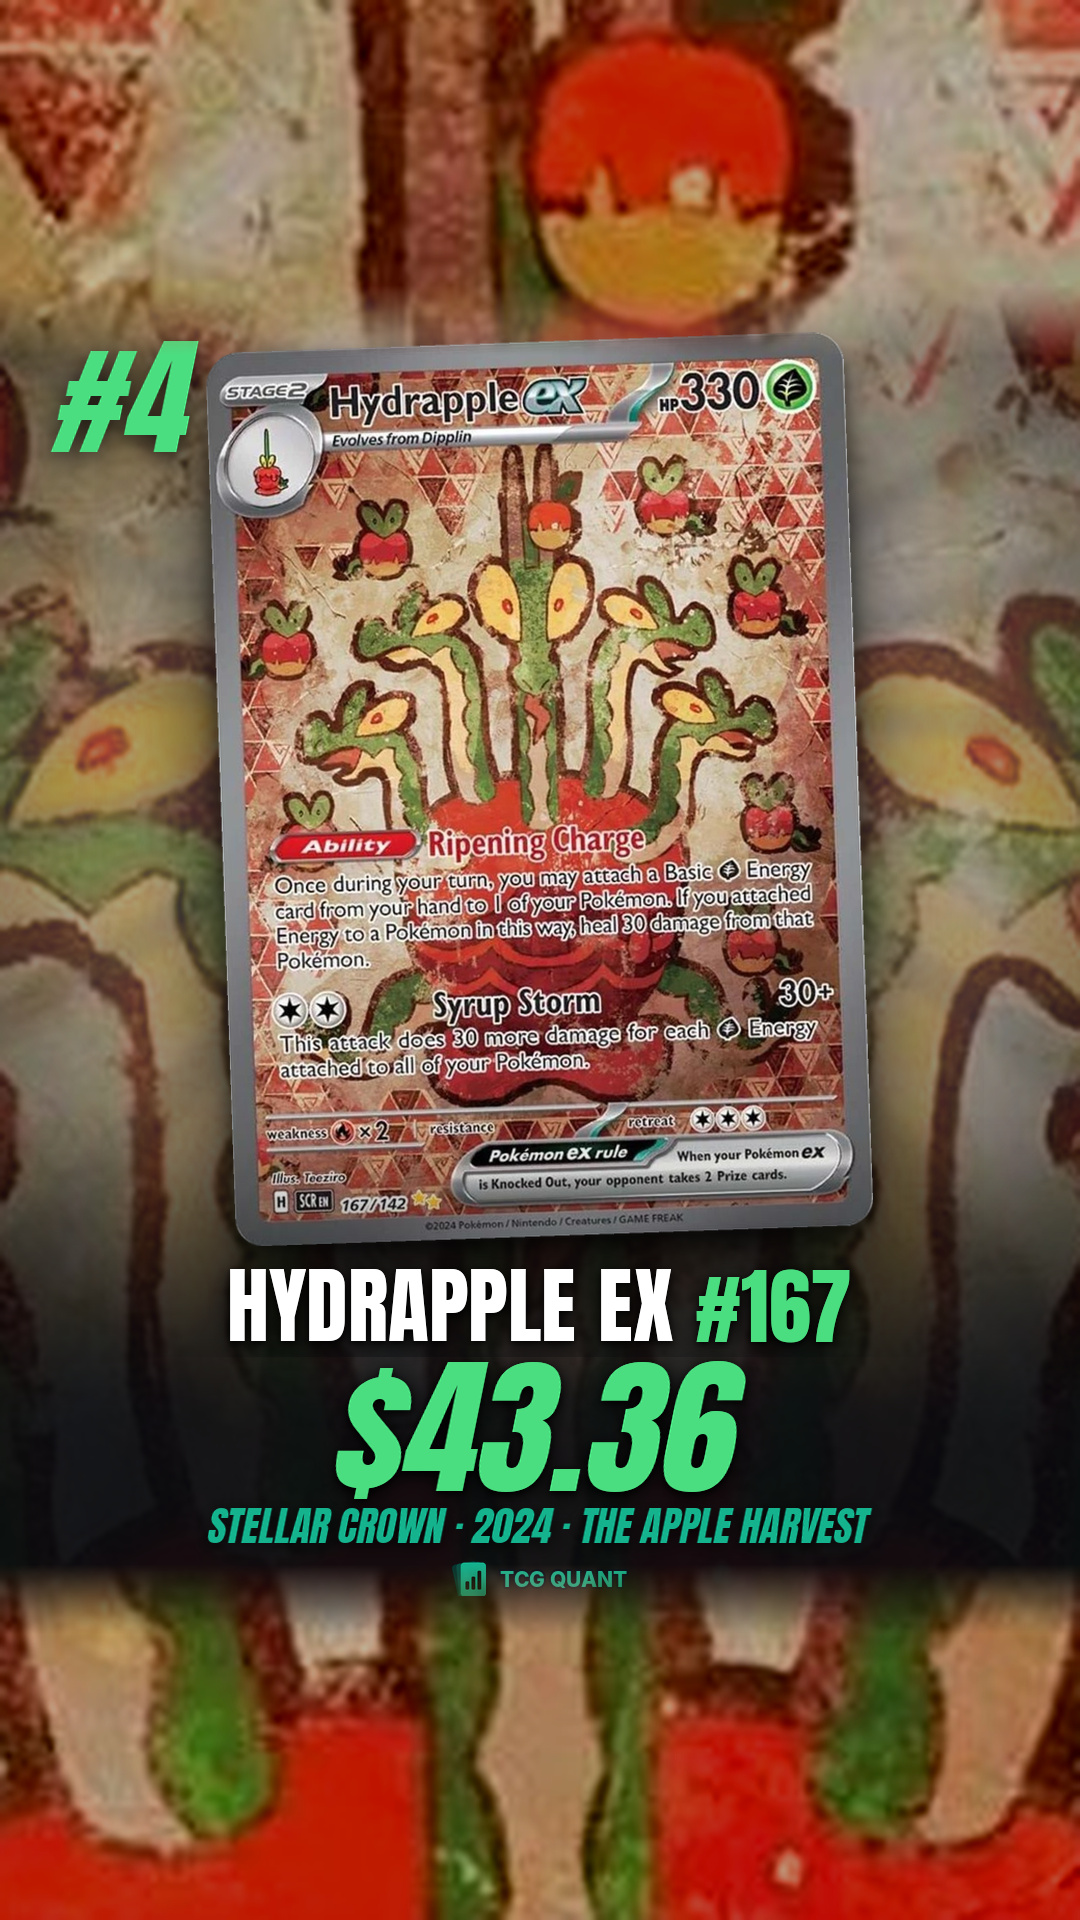 #4
STAGE2 Hydrapple ex HP330
Evolves from Dipplin
Ability Ripening Charge
Once during your turn, you may attach a Basic Energy
card from your hand to 1 of your Pokémon. If you attached
Energy to a Pokémon in this way, heal 30 damage from that
Pokémon.
Syrup Storm 30+
This attack does 30 more damage for each Energy
attached to all of your Pokémon.
weakness ×2 resistance retreat
Pokémon ex rule When your Pokémon ex
is Knocked Out, your opponent takes 2 Prize cards.
Illus. Teeziro
H SCR EN 167/142
©2024 Pokémon / Nintendo / Creatures / GAME FREAK
HYDRAPPLE EX #167
$43.36
STELLAR CROWN · 2024 · THE APPLE HARVEST
TCG QUANT